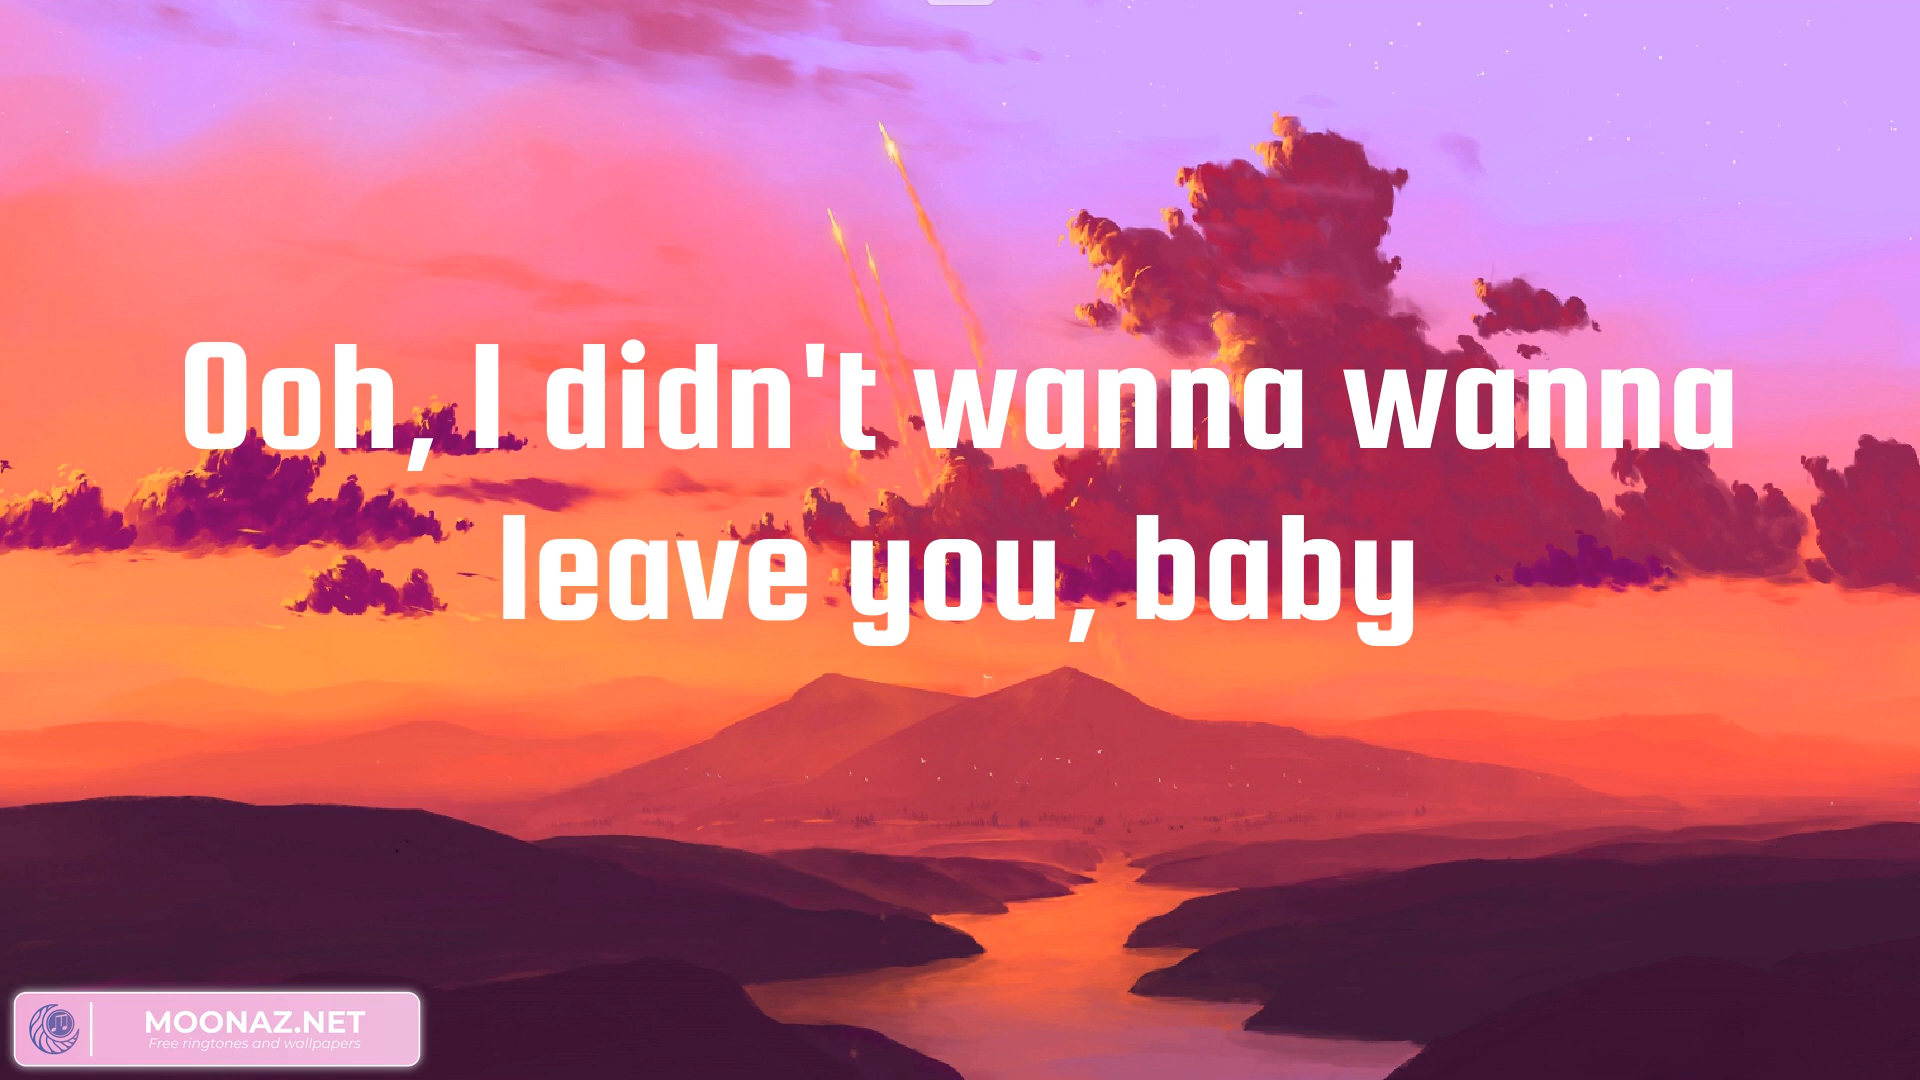 Ooh, I didn't wanna wanna
leave you, baby
MOONAZ.NET
Free ringtones and wallpapers